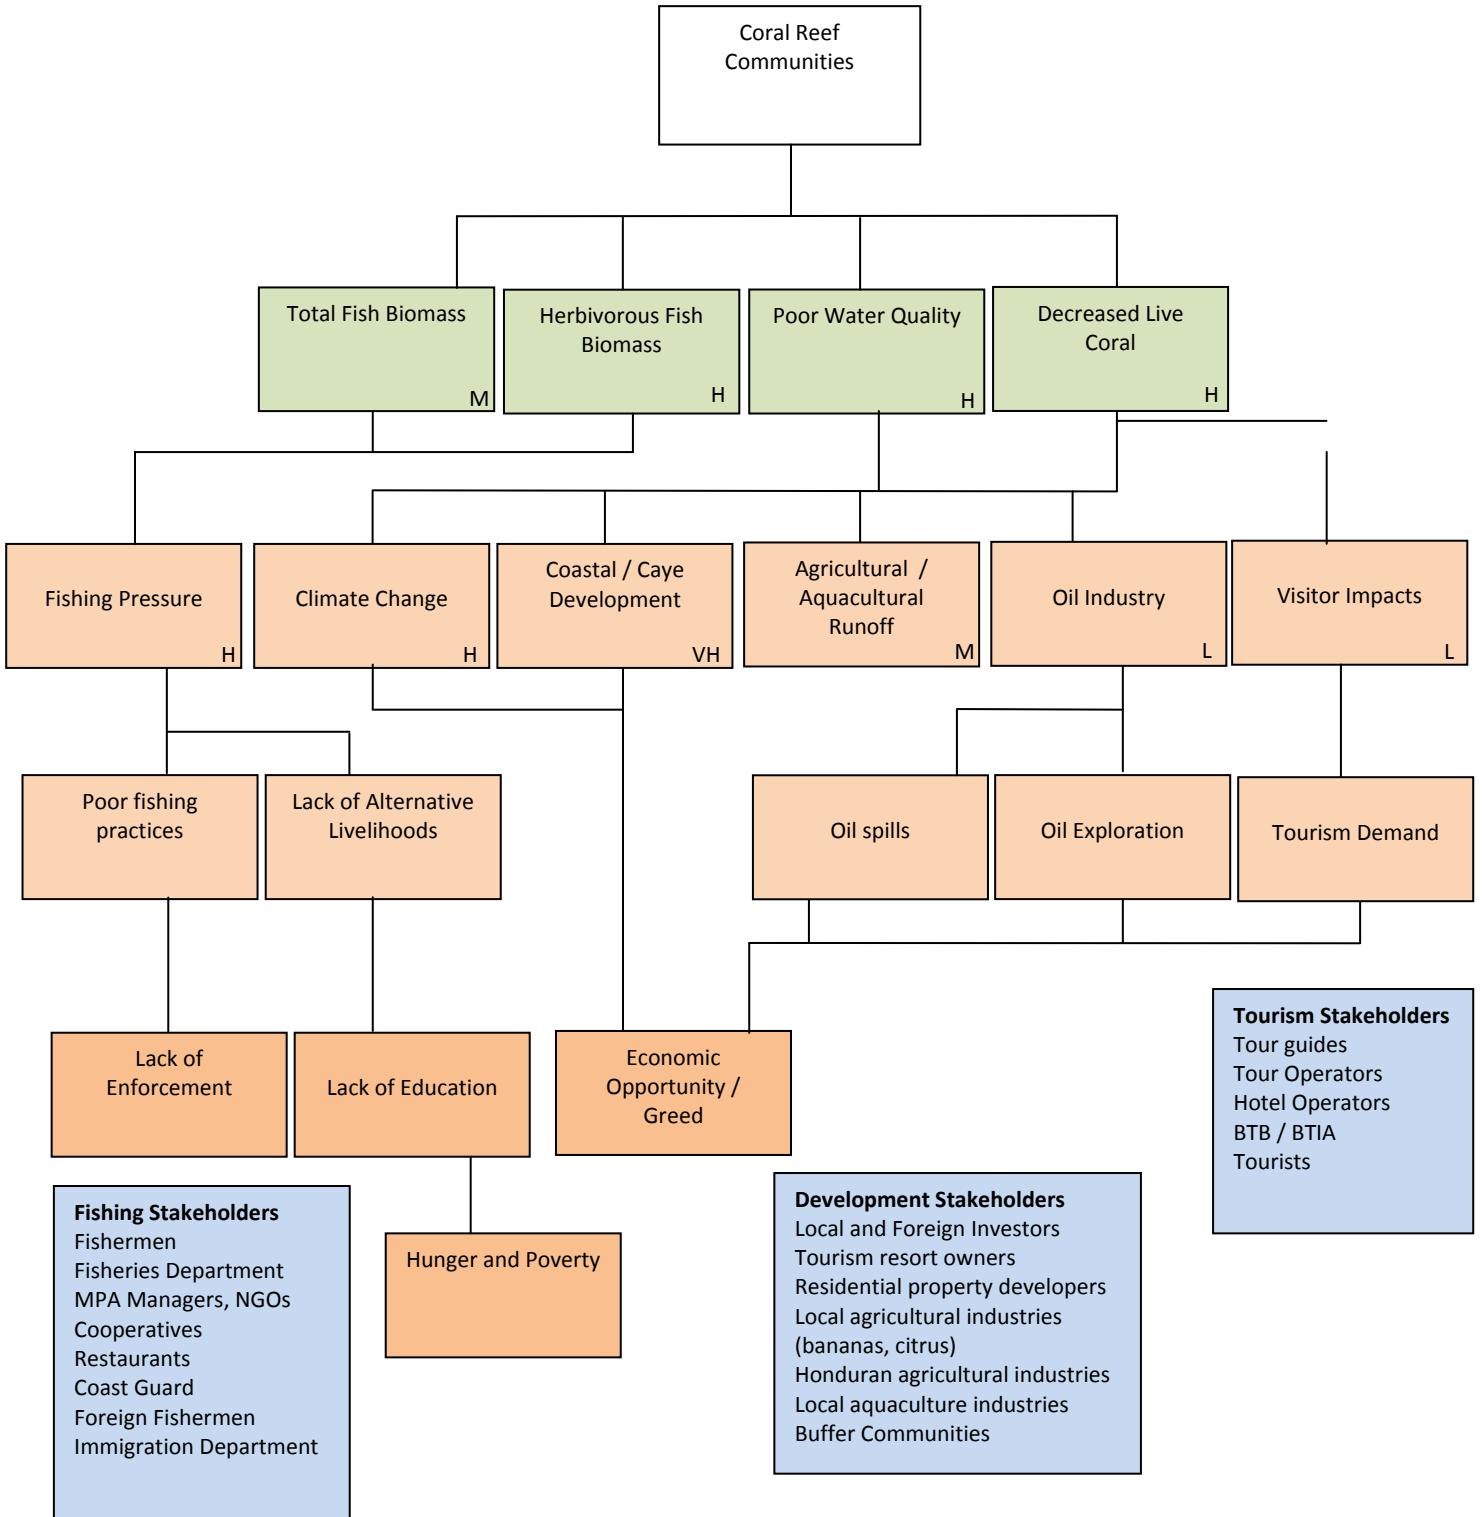 Coral Reef
Communities
Total Fish Biomass
M
Herbivorous Fish
Biomass
H
Poor Water Quality
H
Decreased Live
Coral
H
Fishing Pressure
H
Climate Change
H
Coastal / Caye
Development
VH
Agricultural /
Aquacultural
Runoff
M
Oil Industry
L
Visitor Impacts
L
Poor fishing
practices
Lack of Alternative
Livelihoods
Oil spills
Oil Exploration
Tourism Demand
Lack of
Enforcement
Lack of Education
Economic
Opportunity /
Greed
Tourism Stakeholders
Tour guides
Tour Operators
Hotel Operators
BTB / BTIA
Tourists
Fishing Stakeholders
Fishermen
Fisheries Department
MPA Managers, NGOs
Cooperatives
Restaurants
Coast Guard
Foreign Fishermen
Immigration Department
Hunger and Poverty
Development Stakeholders
Local and Foreign Investors
Tourism resort owners
Residential property developers
Local agricultural industries
(bananas, citrus)
Honduran agricultural industries
Local aquaculture industries
Buffer Communities